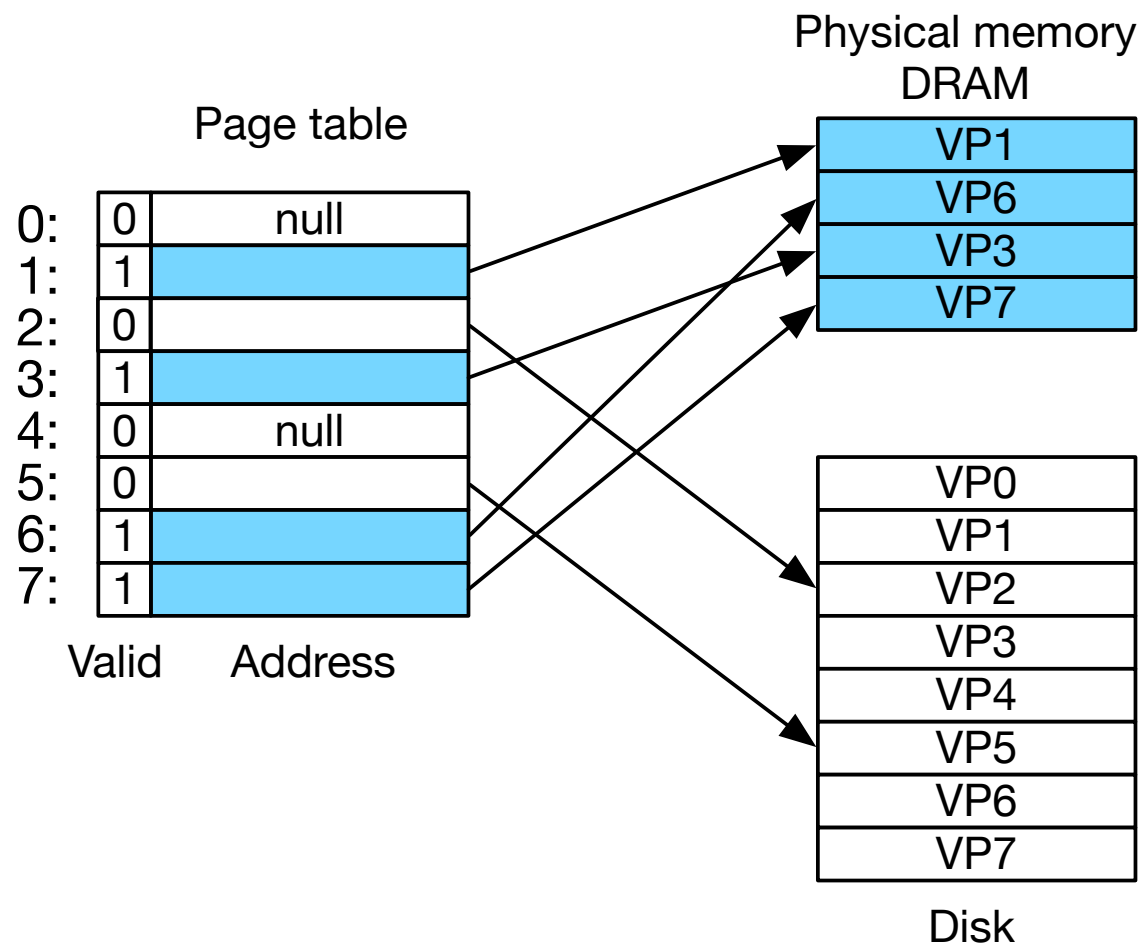 Physical memory
DRAM
Page table
0: 0 null
1: 1
2: 0
3: 1
4: 0 null
5: 0
6: 1
7: 1
Valid Address
VP1
VP6
VP3
VP7
VP0
VP1
VP2
VP3
VP4
VP5
VP6
VP7
Disk